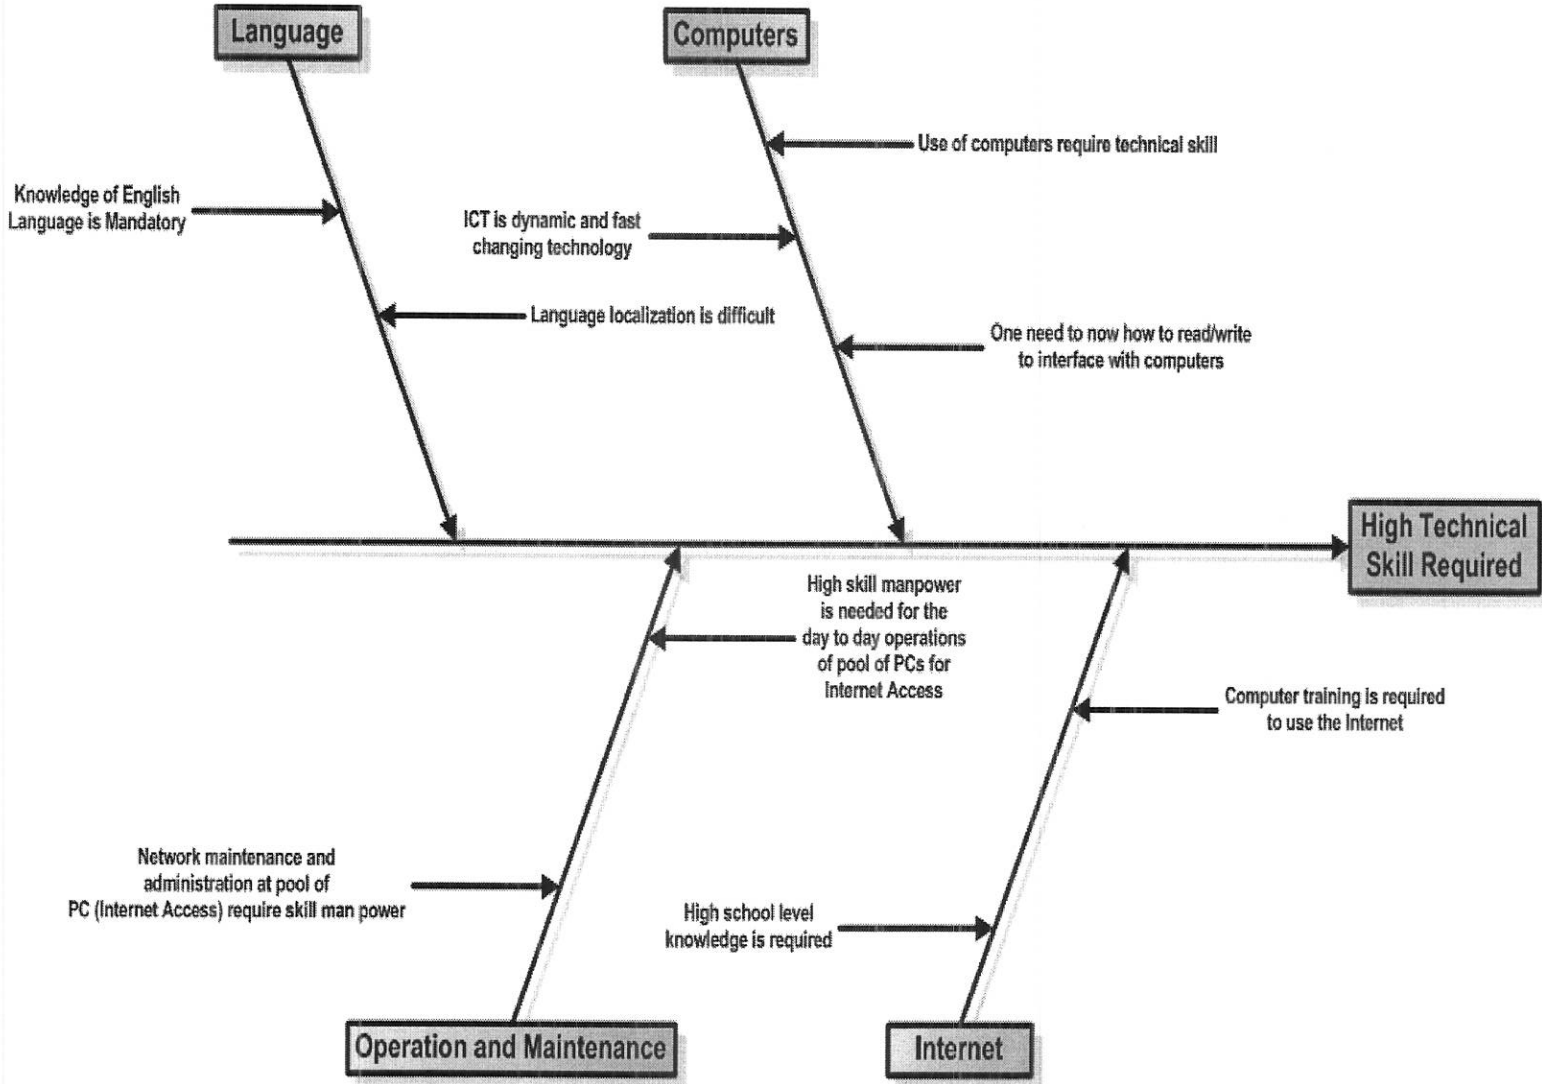 Language
Computers
Use of computers require technical skill
Knowledge of English
Language is Mandatory
ICT is dynamic and fast
changing technology
Language localization is difficult
One need to now how to read/write
to interface with computers
High Technical
Skill Required
High skill manpower
is needed for the
day to day operations
of pool of PCs for
Internet Access
Computer training is required
to use the Internet
Network maintenance and
administration at pool of
PC (Internet Access) require skill man power
High school level
knowledge is required
Operation and Maintenance
Internet